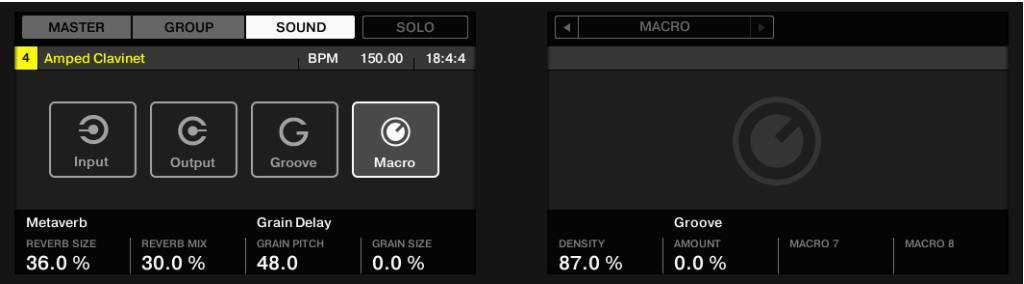 MASTER GROUP SOUND SOLO
4 Amped Clavinet BPM 150.00 18:4:4
Input Output Groove Macro
Metaverb Grain Delay
REVERB SIZE REVERB MIX GRAIN PITCH GRAIN SIZE
36.0 % 30.0 % 48.0 0.0 %
MACRO
Groove
DENSITY AMOUNT MACRO 7 MACRO 8
87.0 % 0.0 %